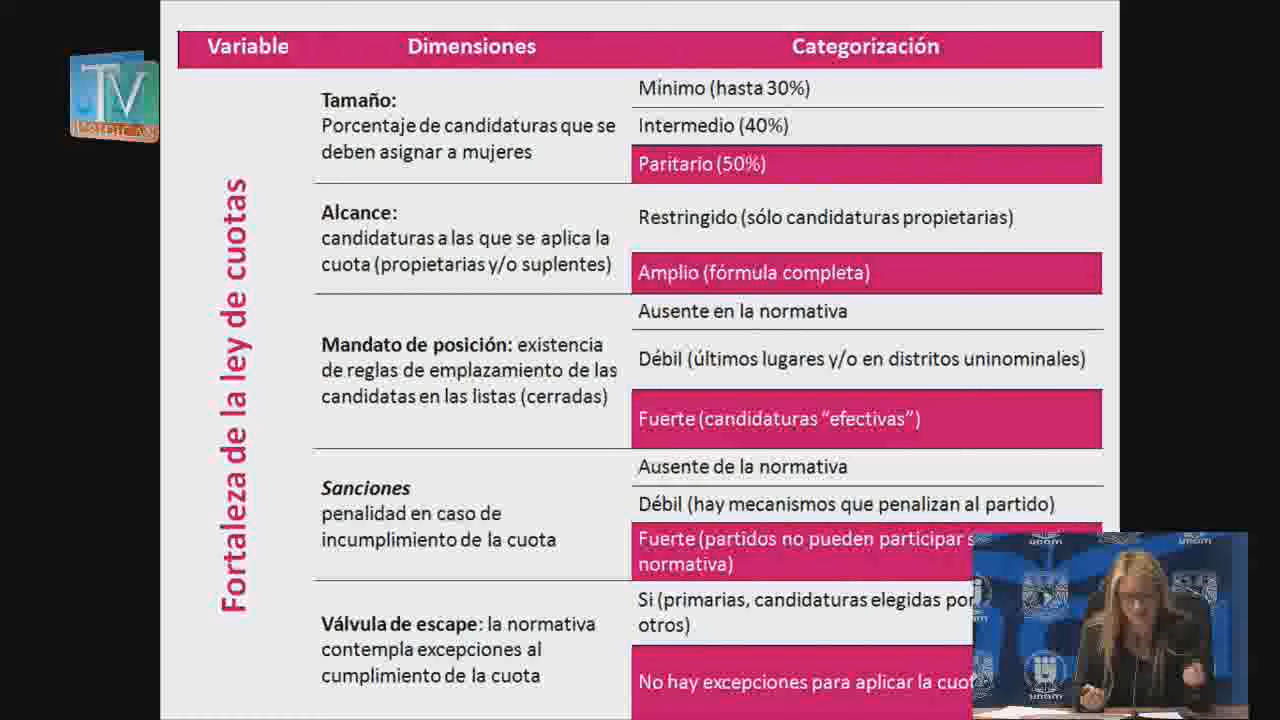 Variable Dimensiones Categorización
TV
Fortaleza de la ley de cuotas
Tamaño:
Porcentaje de candidaturas que se
deben asignar a mujeres
Mínimo (hasta 30%)
Intermedio (40%)
Paritario (50%)
Alcance:
candidaturas a las que se aplica la
cuota (propietarias y/o suplentes)
Restringido (sólo candidaturas propietarias)
Amplio (fórmula completa)
Mandato de posición: existencia
de reglas de emplazamiento de las
candidatas en las listas (cerradas)
Ausente en la normativa
Débil (últimos lugares y/o en distritos uninominales)
Fuerte (candidaturas “efectivas”)
Sanciones
penalidad en caso de
incumplimiento de la cuota
Ausente de la normativa
Débil (hay mecanismos que penalizan al partido)
Fuerte (partidos no pueden participar
normativa)
Válvula de escape: la normativa
contempla excepciones al
cumplimiento de la cuota
Si (primarias, candidaturas elegidas por
otros)
No hay excepciones para aplicar la
unam
unam
unam